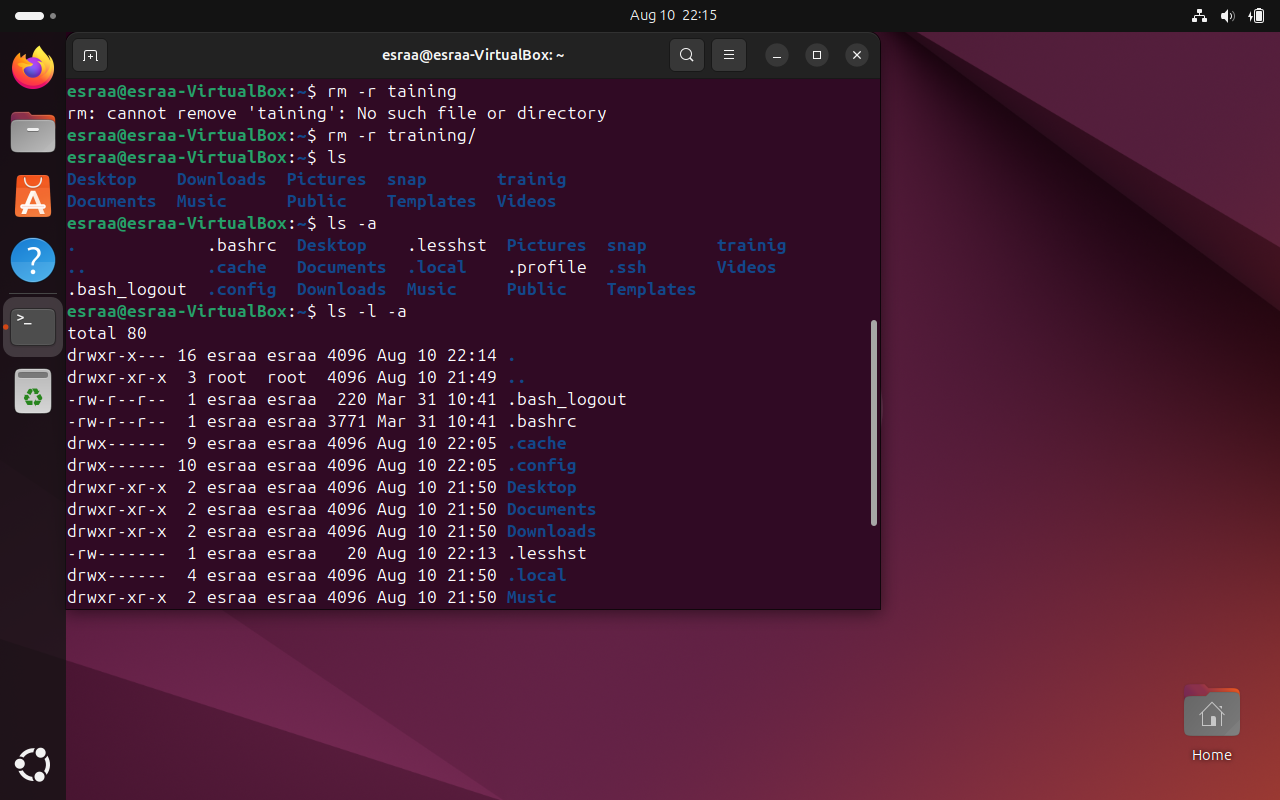 Aug 10 22:15
esraa@esraa-VirtualBox: ~
esraa@esraa-VirtualBox:~$ rm -r taining
rm: cannot remove 'taining': No such file or directory
esraa@esraa-VirtualBox:~$ rm -r training/
esraa@esraa-VirtualBox:~$ ls
Desktop    Downloads  Pictures  snap       trainig
Documents  Music      Public    Templates  Videos
esraa@esraa-VirtualBox:~$ ls -a
.             .bashrc  Desktop    .lesshst  Pictures  snap       trainig
..            .cache   Documents  .local    .profile  .ssh       Videos
.bash_logout  .config  Downloads  Music     Public    Templates
esraa@esraa-VirtualBox:~$ ls -l -a
total 80
drwxr-x--- 16 esraa esraa 4096 Aug 10 22:14 .
drwxr-xr-x  3 root  root  4096 Aug 10 21:49 ..
-rw-r--r--  1 esraa esraa  220 Mar 31 10:41 .bash_logout
-rw-r--r--  1 esraa esraa 3771 Mar 31 10:41 .bashrc
drwx------  9 esraa esraa 4096 Aug 10 22:05 .cache
drwx------ 10 esraa esraa 4096 Aug 10 22:05 .config
drwxr-xr-x  2 esraa esraa 4096 Aug 10 21:50 Desktop
drwxr-xr-x  2 esraa esraa 4096 Aug 10 21:50 Documents
drwxr-xr-x  2 esraa esraa 4096 Aug 10 21:50 Downloads
-rw-------  1 esraa esraa   20 Aug 10 22:13 .lesshst
drwx------  4 esraa esraa 4096 Aug 10 21:50 .local
drwxr-xr-x  2 esraa esraa 4096 Aug 10 21:50 Music
Home